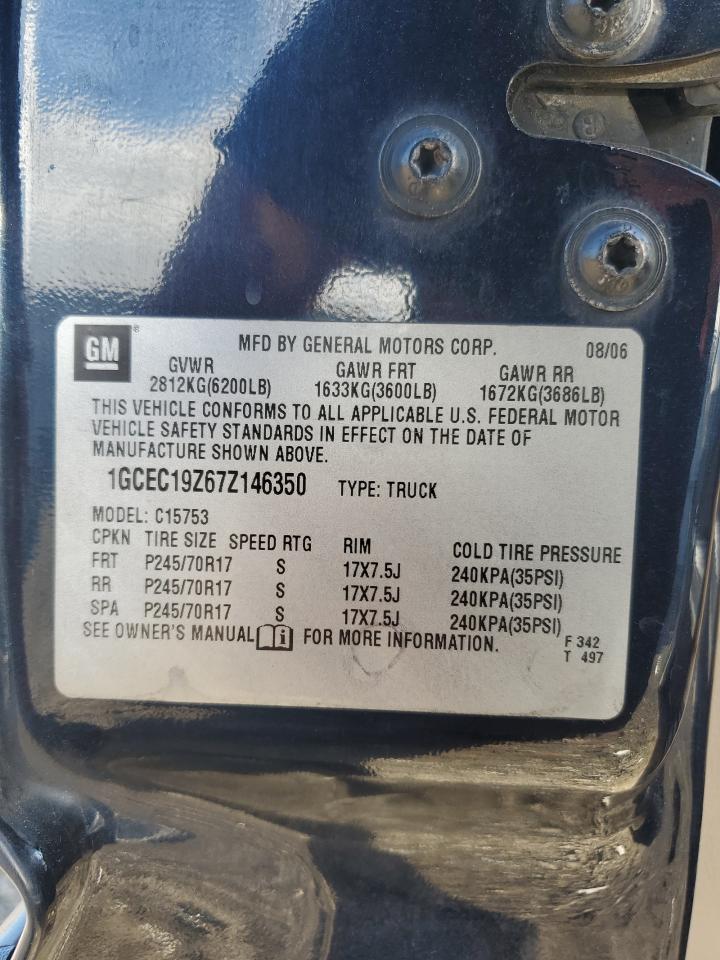 GM ® MFD BY GENERAL MOTORS CORP. 08/06
GVWR GAWR FRT GAWR RR
2812KG(6200LB) 1633KG(3600LB) 1672KG(3686LB)
THIS VEHICLE CONFORMS TO ALL APPLICABLE U.S. FEDERAL MOTOR
VEHICLE SAFETY STANDARDS IN EFFECT ON THE DATE OF
MANUFACTURE SHOWN ABOVE.
1GCEC19Z67Z146350 TYPE: TRUCK
MODEL: C15753
CPKN TIRE SIZE SPEED RTG RIM COLD TIRE PRESSURE
FRT P245/70R17 S 17X7.5J 240KPA(35PSI)
RR P245/70R17 S 17X7.5J 240KPA(35PSI)
SPA P245/70R17 S 17X7.5J 240KPA(35PSI)
SEE OWNER'S MANUAL i FOR MORE INFORMATION.
F 342
T 497